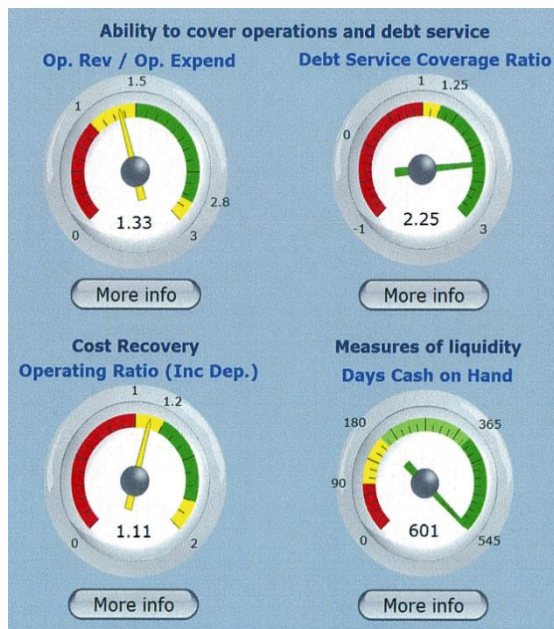 Ability to cover operations and debt service
Op. Rev / Op. Expend
Debt Service Coverage Ratio
1.5
1
2.8
1.33
0
3
1
1.25
0
2.25
-1
3
More info
More info
Cost Recovery
Operating Ratio (Inc Dep.)
Measures of liquidity
Days Cash on Hand
1
1.2
1.11
0
2
180
365
90
601
0
545
More info
More info